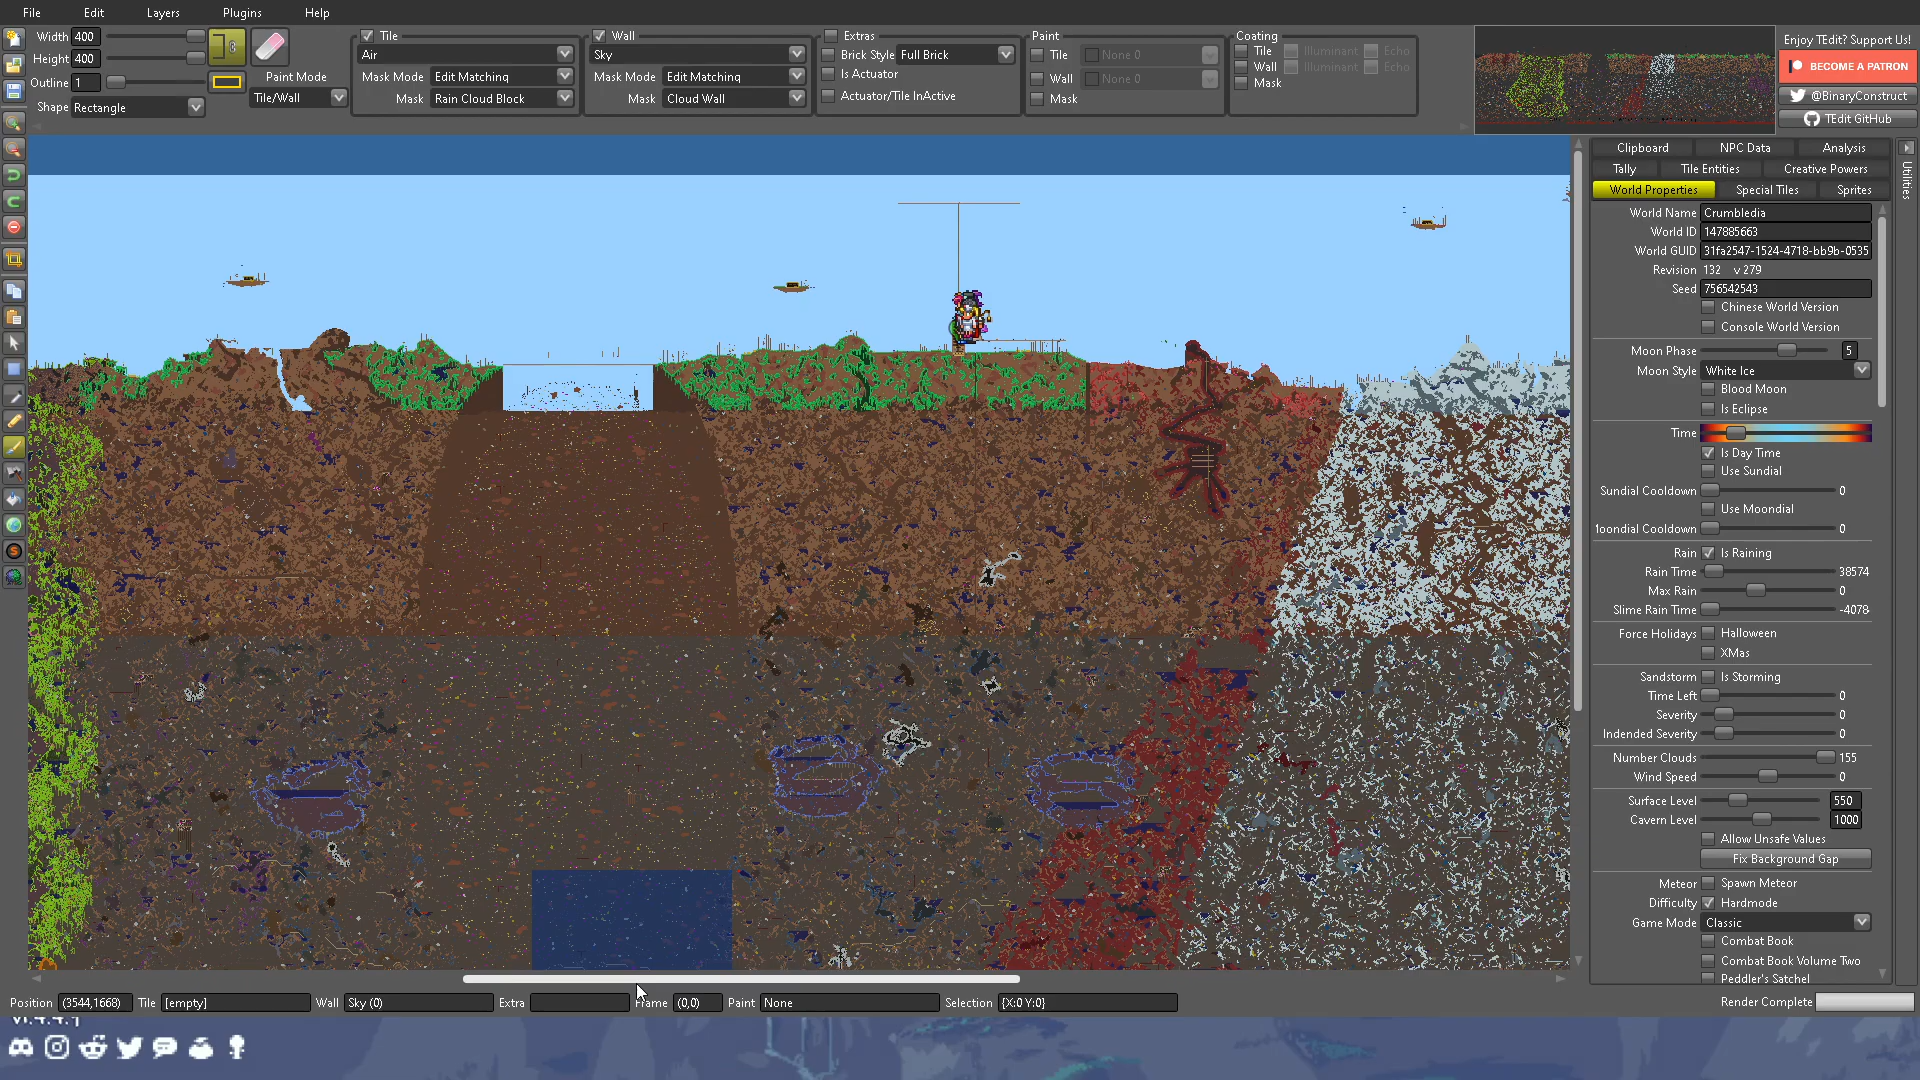 File Edit Layers Plugins Help
Width 400
Height 400
Outline 1
Shape Rectangle
Paint Mode
Tile/Wall
Tile
Air
Mask Mode Edit Matching
Mask Rain Cloud Block
Wall
Sky
Mask Mode Edit Matching
Mask Cloud Wall
Extras
Brick Style Full Brick
Is Actuator
Actuator/Tile InActive
Paint
Tile None 0
Wall None 0
Mask
Coating
Tile Illuminant Echo
Wall Illuminant Echo
Mask
Enjoy TEdit? Support Us!
BECOME A PATRON
@BinaryConstruct
TEdit GitHub
Clipboard NPC Data Analysis
Tally Tile Entities Creative Powers
World Properties Special Tiles Sprites
Utilities
World Name Crumbledia
World ID 147885663
World GUID 31fa2547-1524-4718-bb9b-0535
Revision 132 v 279
Seed 756542543
Chinese World Version
Console World Version
Moon Phase 5
Moon Style White Ice
Blood Moon
Is Eclipse
Time
Is Day Time
Use Sundial
Sundial Cooldown 0
Use Moondial
loondial Cooldown 0
Rain Is Raining
Rain Time 38574
Max Rain 0
Slime Rain Time -4078
Force Holidays Halloween
XMas
Sandstorm Is Storming
Time Left 0
Severity 0
Indended Severity 0
Number Clouds 155
Wind Speed 0
Surface Level 550
Cavern Level 1000
Allow Unsafe Values
Fix Background Gap
Meteor Spawn Meteor
Difficulty Hardmode
Game Mode Classic
Combat Book
Combat Book Volume Two
Peddler's Satchel
Position (3544,1668) Tile [empty] Wall Sky (0) Extra Frame (0,0) Paint None Selection {X:0 Y:0} Render Complete
v1.4.4.9